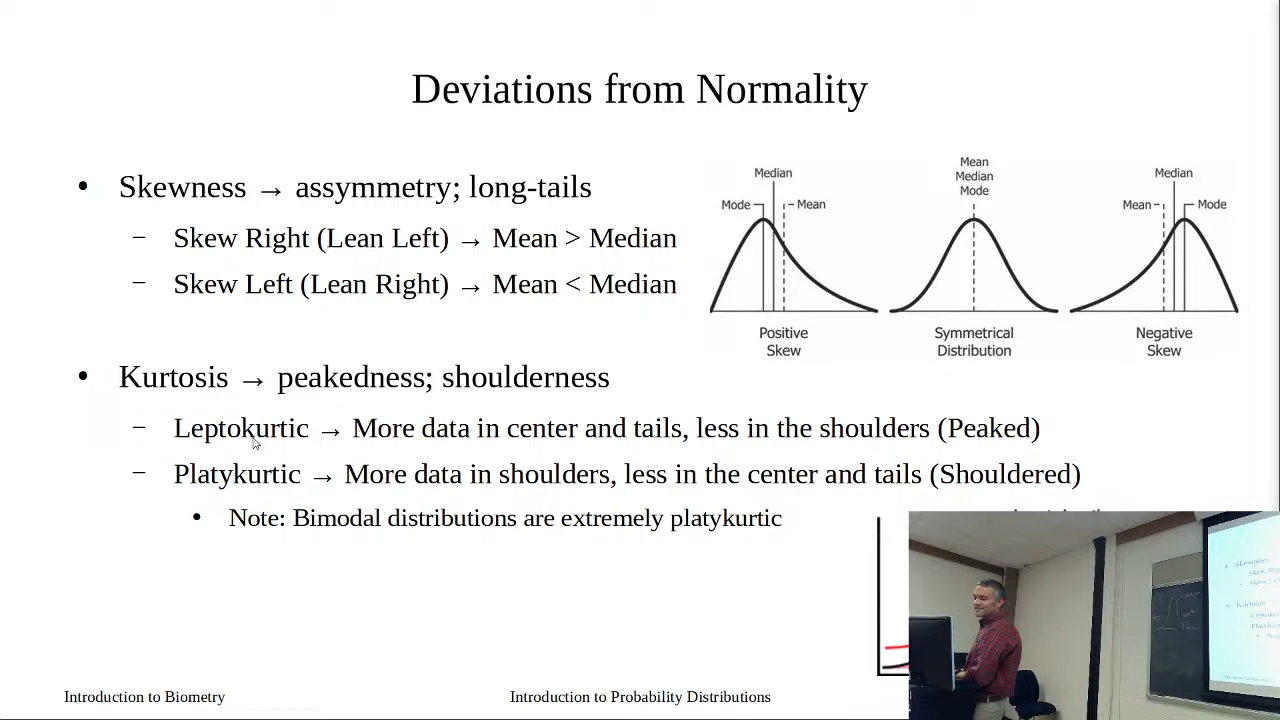 Deviations from Normality
• Skewness → assymmetry; long-tails
– Skew Right (Lean Left) → Mean > Median
– Skew Left (Lean Right) → Mean < Median
Median
Mode
Mean
Positive
Skew
Mean
Median
Mode
Symmetrical
Distribution
Median
Mean
Mode
Negative
Skew
• Kurtosis → peakedness; shoulderness
– Leptokurtic → More data in center and tails, less in the shoulders (Peaked)
– Platykurtic → More data in shoulders, less in the center and tails (Shouldered)
• Note: Bimodal distributions are extremely platykurtic
Introduction to Biometry
Introduction to Probability Distributions